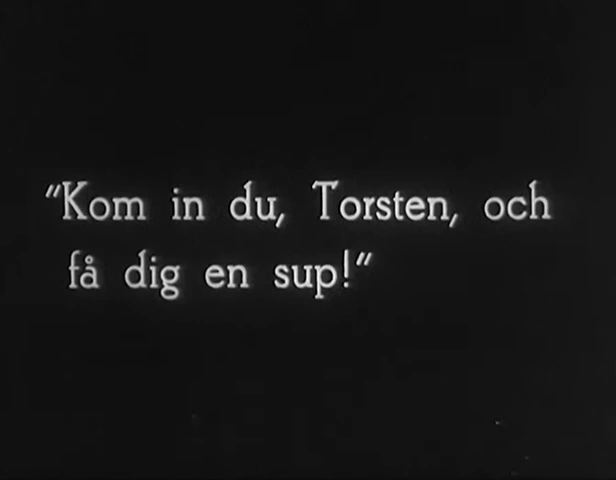 "Kom in du, Torsten, och
få dig en sup!"